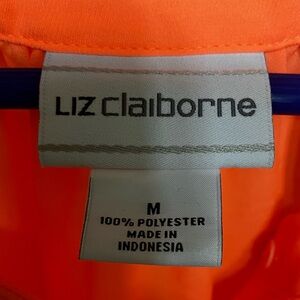 LIZ claiborne
M
100% POLYESTER
MADE IN
INDONESIA